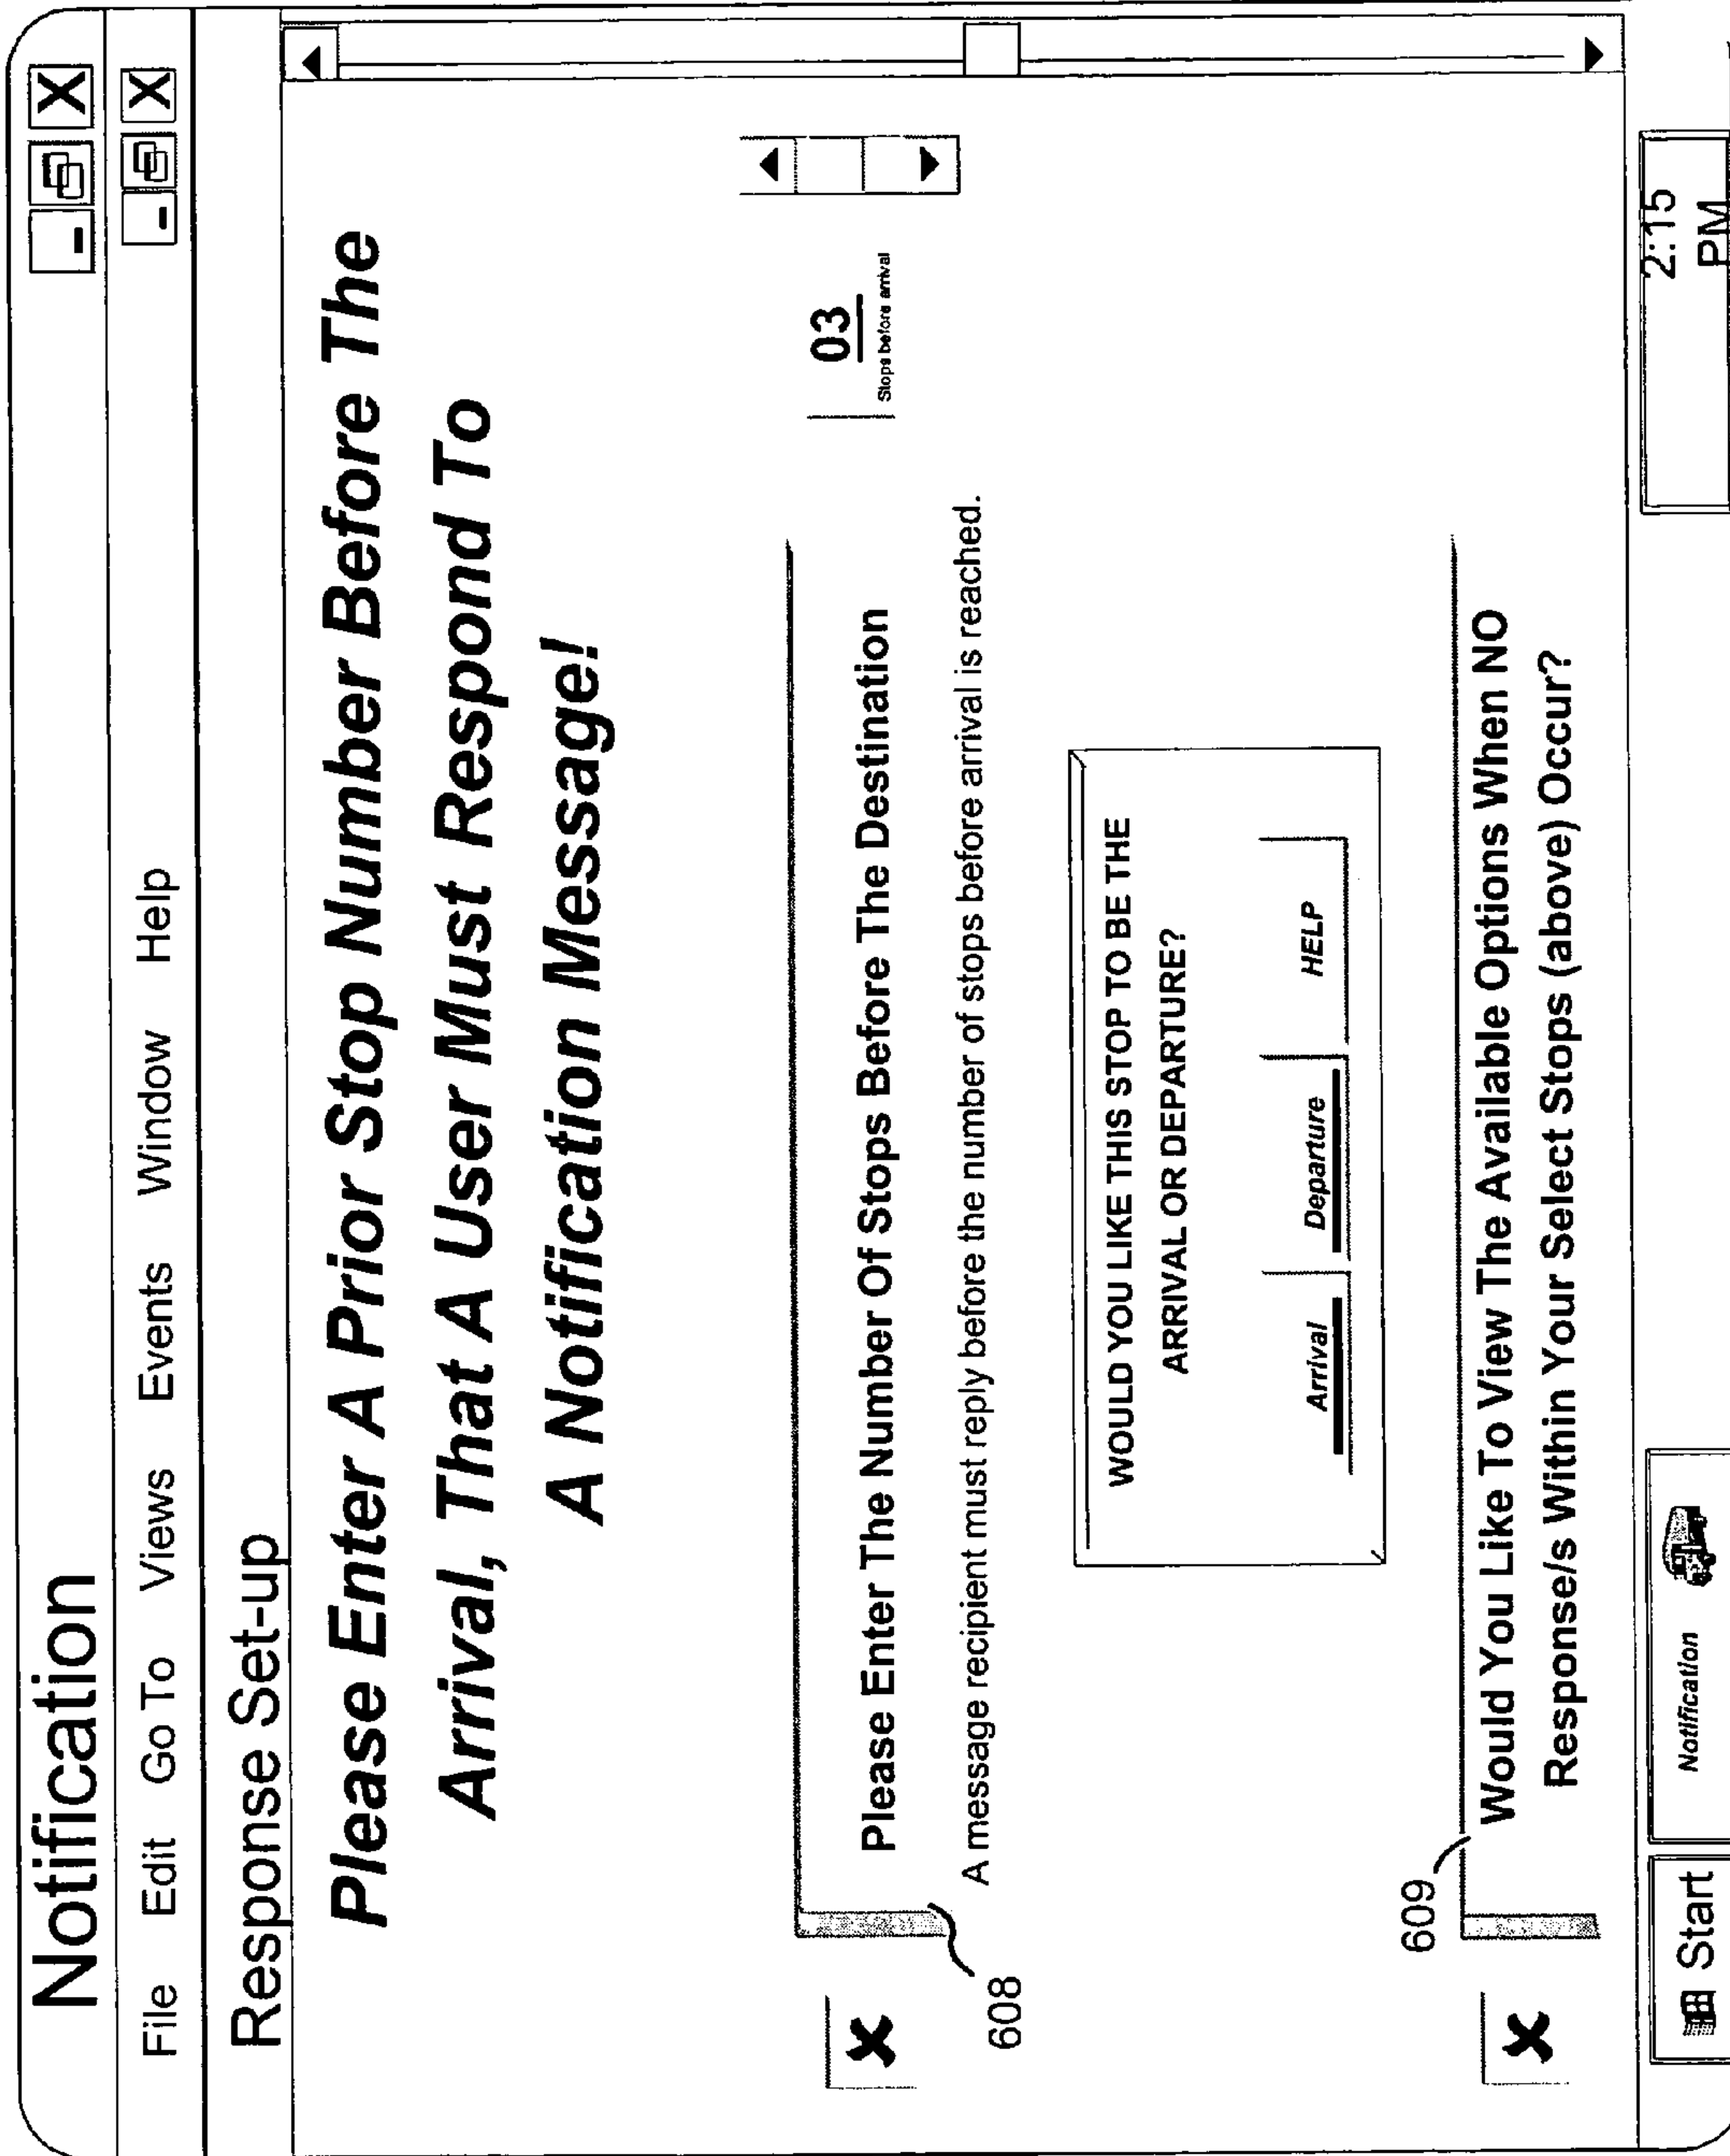 Notification
File Edit Go To Views Events Window Help
Response Set-up
Please Enter A Prior Stop Number Before The
Arrival, That A User Must Respond To
A Notification Message!
03
Stops before arrival
Please Enter The Number Of Stops Before The Destination
A message recipient must reply before the number of stops before arrival is reached.
608
WOULD YOU LIKE THIS STOP TO BE THE
ARRIVAL OR DEPARTURE?
Arrival Departure HELP
609
Would You Like To View The Available Options When NO
Response/s Within Your Select Stops (above) Occur?
Start Notification 2:15
PM